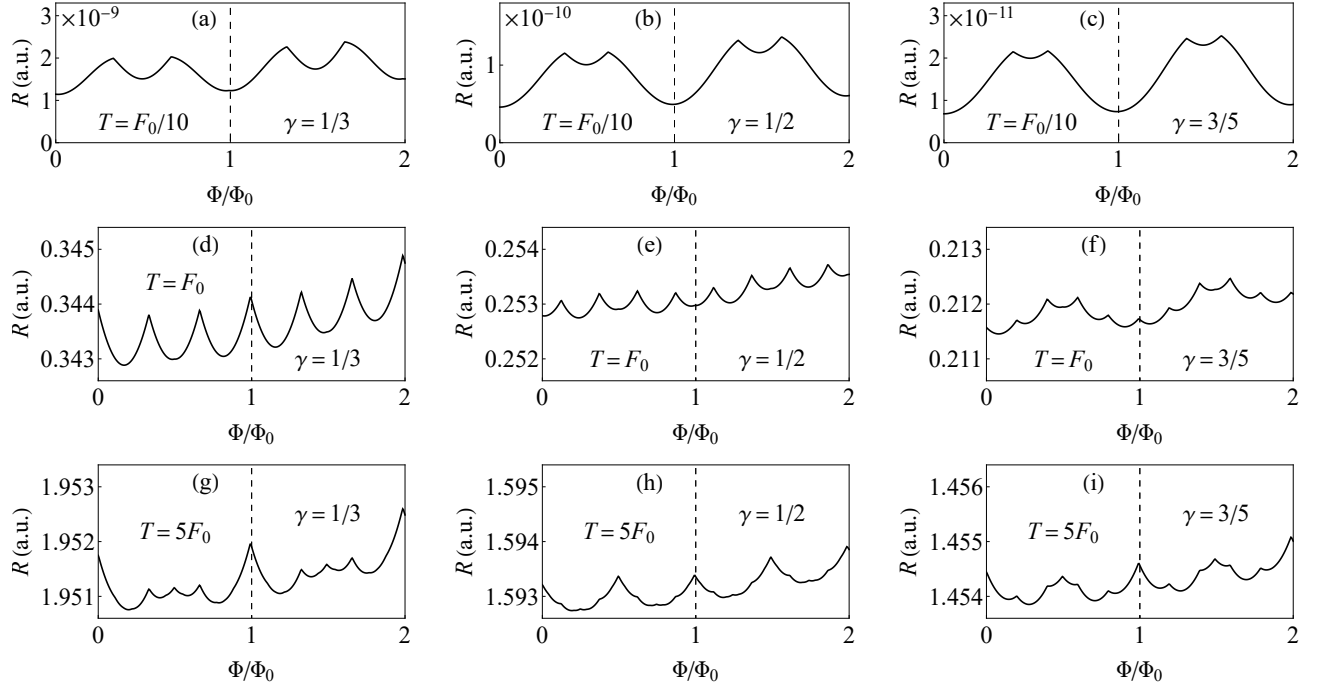 ×10⁻⁹ (a)
3
2
1
0
R (a.u.)
T = F₀/10 γ = 1/3
0 1 2
Φ/Φ₀
×10⁻¹⁰ (b)
1
0
R (a.u.)
T = F₀/10 γ = 1/2
0 1 2
Φ/Φ₀
×10⁻¹¹ (c)
3
2
1
0
R (a.u.)
T = F₀/10 γ = 3/5
0 1 2
Φ/Φ₀
(d)
0.345
0.344
0.343
R (a.u.)
T = F₀
γ = 1/3
0 1 2
Φ/Φ₀
(e)
0.254
0.253
0.252
R (a.u.)
T = F₀ γ = 1/2
0 1 2
Φ/Φ₀
(f)
0.213
0.212
0.211
R (a.u.)
T = F₀ γ = 3/5
0 1 2
Φ/Φ₀
(g)
1.953
1.952
1.951
R (a.u.)
γ = 1/3
T = 5F₀
0 1 2
Φ/Φ₀
(h)
1.595
1.594
1.593
R (a.u.)
γ = 1/2
T = 5F₀
0 1 2
Φ/Φ₀
(i)
1.456
1.455
1.454
R (a.u.)
γ = 3/5
T = 5F₀
0 1 2
Φ/Φ₀